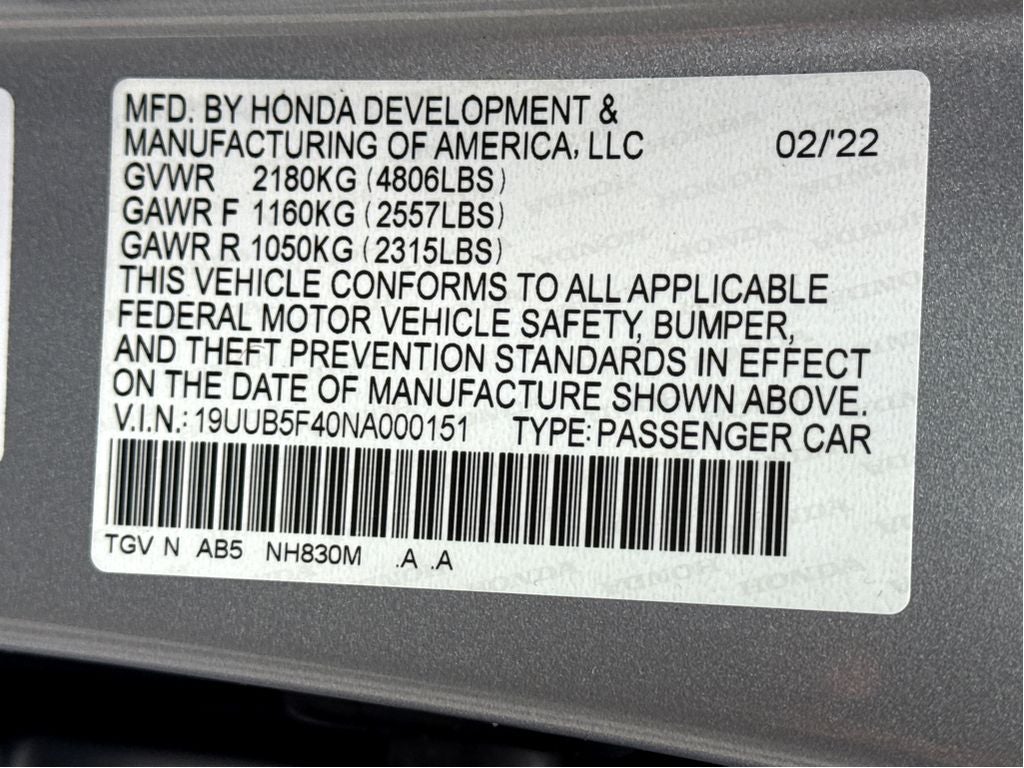 MFD. BY HONDA DEVELOPMENT &
MANUFACTURING OF AMERICA, LLC 02/'22
GVWR 2180KG (4806LBS)
GAWR F 1160KG (2557LBS)
GAWR R 1050KG (2315LBS)
THIS VEHICLE CONFORMS TO ALL APPLICABLE
FEDERAL MOTOR VEHICLE SAFETY, BUMPER,
AND THEFT PREVENTION STANDARDS IN EFFECT
ON THE DATE OF MANUFACTURE SHOWN ABOVE.
V.I.N.: 19UUB5F40NA000151 TYPE: PASSENGER CAR
TGV N AB5 NH830M .A .A